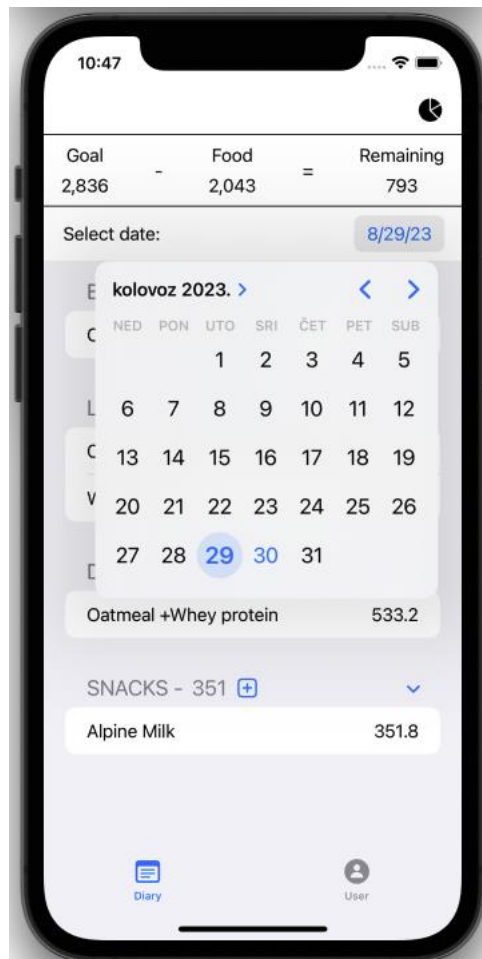 10:47
Goal - Food = Remaining
2,836 2,043 793
Select date: 8/29/23
kolovoz 2023.
NED PON UTO SRI ČET PET SUB
1 2 3 4 5
6 7 8 9 10 11 12
13 14 15 16 17 18 19
20 21 22 23 24 25 26
27 28 29 30 31
Oatmeal +Whey protein 533.2
SNACKS - 351
Alpine Milk 351.8
Diary User